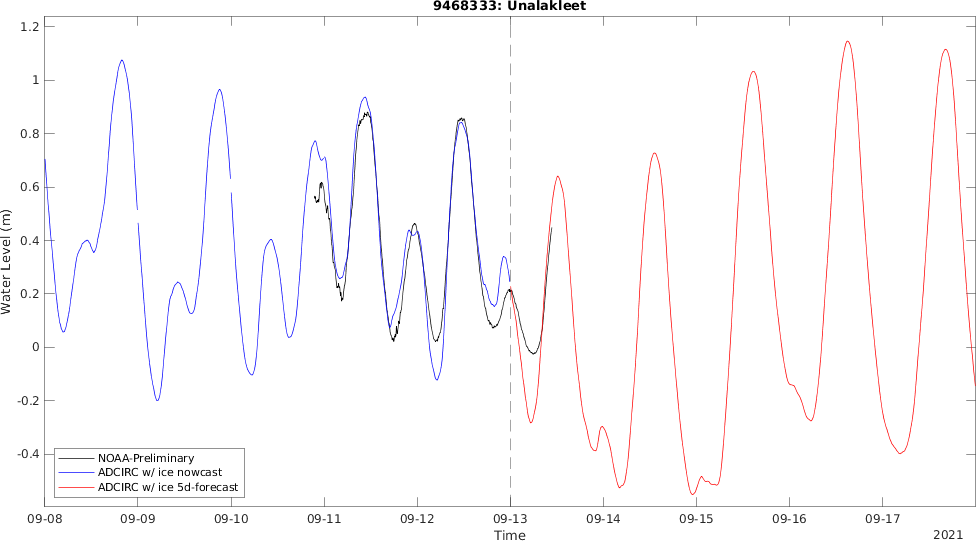 9468333: Unalakleet
1.2
1
0.8
0.6
0.4
0.2
0
-0.2
-0.4
Water Level (m)
NOAA-Preliminary
ADCIRC w/ ice nowcast
ADCIRC w/ ice 5d-forecast
09-08 09-09 09-10 09-11 09-12 09-13 09-14 09-15 09-16 09-17
Time
2021